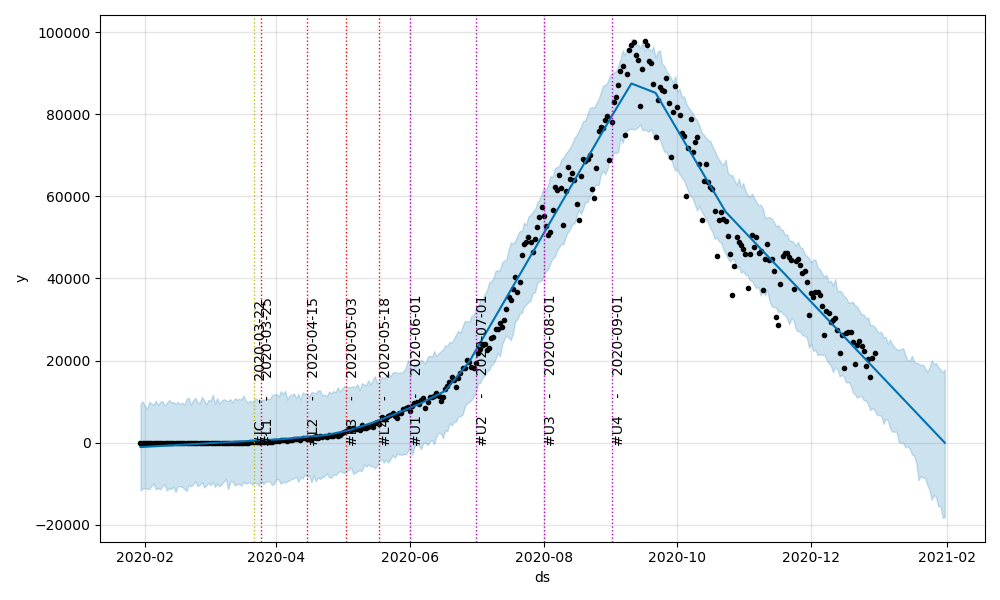 100000
80000
60000
40000
20000
0
−20000
y
#JC - 2020-03-22
#L1 - 2020-03-25
#L2 - 2020-04-15
#L3 - 2020-05-03
#L4 - 2020-05-18
#U1 - 2020-06-01
#U2 - 2020-07-01
#U3 - 2020-08-01
#U4 - 2020-09-01
2020-02
2020-04
2020-06
2020-08
2020-10
2020-12
2021-02
ds